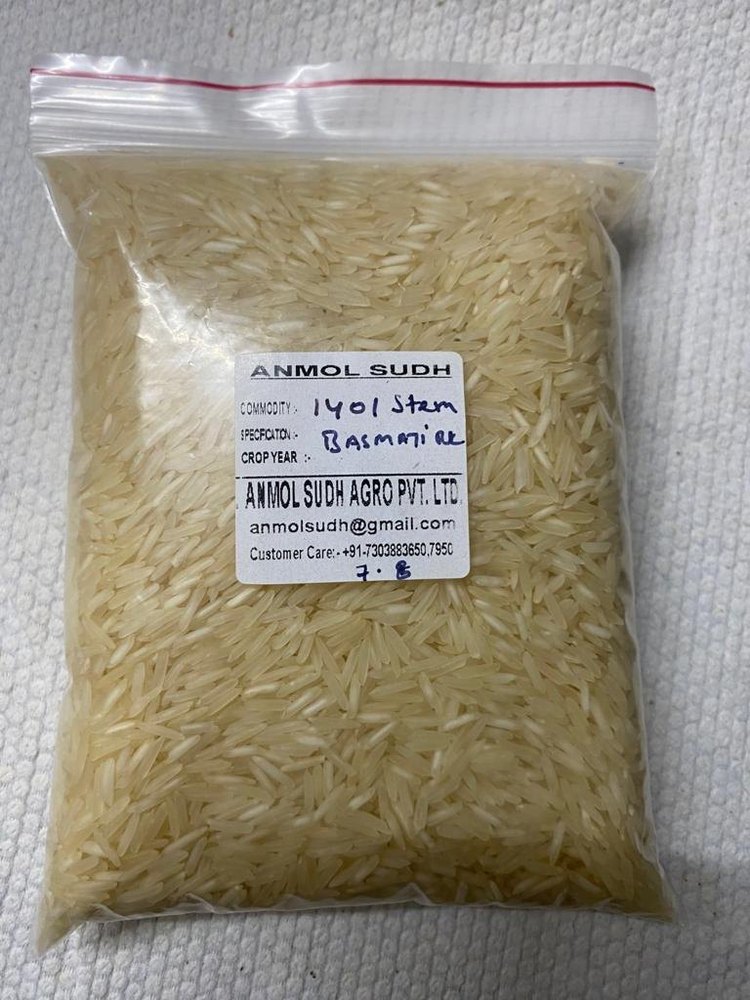 ANMOL SUDH
COMMODITY :- 1401 Stem
SPECIFICATION:- BASMATI RE
CROP YEAR :-
ANMOL SUDH AGRO PVT. LTD.
anmolsudh@gmail.com
Customer Care:- +91-7303883650,7950
7.8